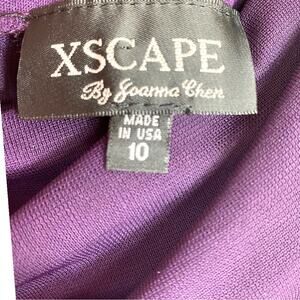 XSCAPE
By Joanna Chen
MADE
IN USA
10